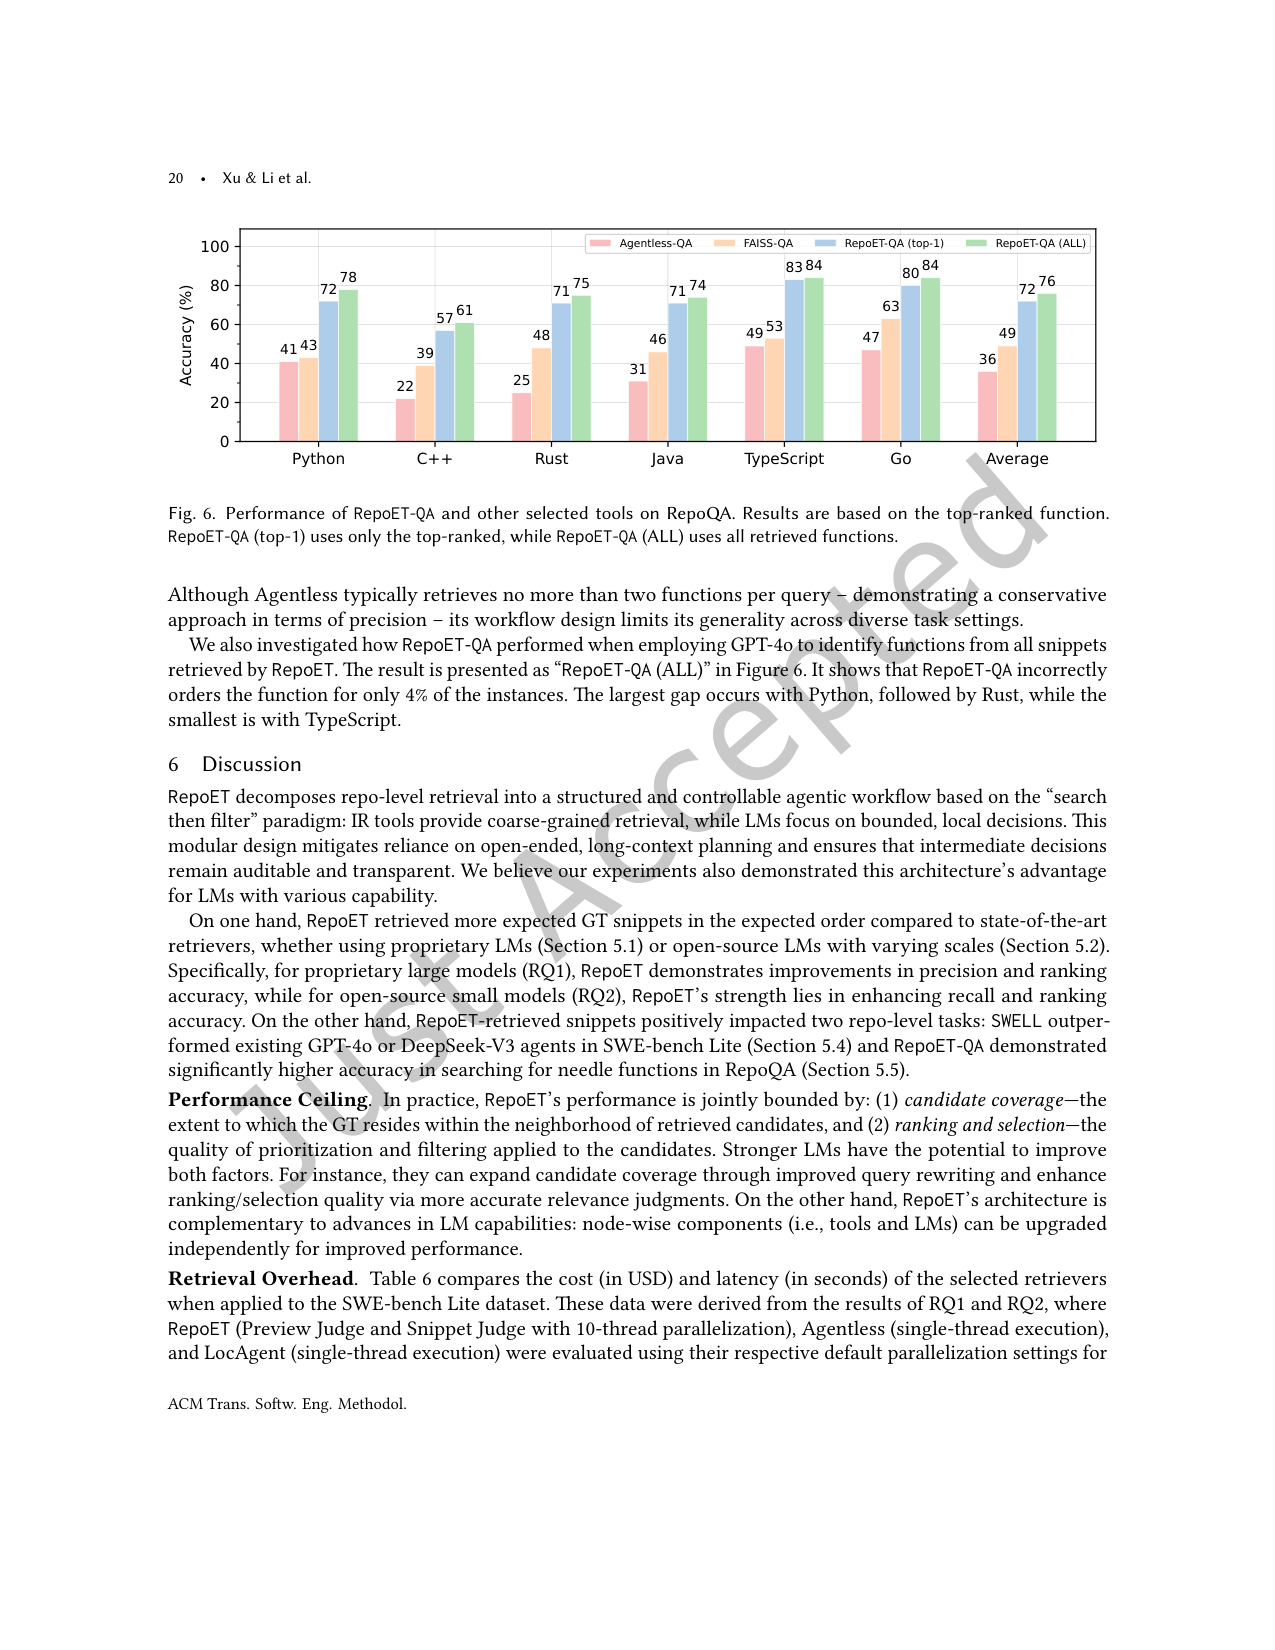 20 • Xu & Li et al.
Agentless-QA FAISS-QA RepoET-QA (top-1) RepoET-QA (ALL)
Accuracy (%)
100
80
60
40
20
0
41 43 72 78
22 39 57 61
25 48 71 75
31 46 71 74
49 53 83 84
47 63 80 84
36 49 72 76
Python C++ Rust Java TypeScript Go Average
Fig. 6. Performance of RepoET-QA and other selected tools on RepoQA. Results are based on the top-ranked function.
RepoET-QA (top-1) uses only the top-ranked, while RepoET-QA (ALL) uses all retrieved functions.
Although Agentless typically retrieves no more than two functions per query – demonstrating a conservative
approach in terms of precision – its workflow design limits its generality across diverse task settings.
We also investigated how RepoET-QA performed when employing GPT-4o to identify functions from all snippets
retrieved by RepoET. The result is presented as “RepoET-QA (ALL)” in Figure 6. It shows that RepoET-QA incorrectly
orders the function for only 4% of the instances. The largest gap occurs with Python, followed by Rust, while the
smallest is with TypeScript.
6 Discussion
RepoET decomposes repo-level retrieval into a structured and controllable agentic workflow based on the “search
then filter” paradigm: IR tools provide coarse-grained retrieval, while LMs focus on bounded, local decisions. This
modular design mitigates reliance on open-ended, long-context planning and ensures that intermediate decisions
remain auditable and transparent. We believe our experiments also demonstrated this architecture’s advantage
for LMs with various capability.
On one hand, RepoET retrieved more expected GT snippets in the expected order compared to state-of-the-art
retrievers, whether using proprietary LMs (Section 5.1) or open-source LMs with varying scales (Section 5.2).
Specifically, for proprietary large models (RQ1), RepoET demonstrates improvements in precision and ranking
accuracy, while for open-source small models (RQ2), RepoET’s strength lies in enhancing recall and ranking
accuracy. On the other hand, RepoET-retrieved snippets positively impacted two repo-level tasks: SWELL outper-
formed existing GPT-4o or DeepSeek-V3 agents in SWE-bench Lite (Section 5.4) and RepoET-QA demonstrated
significantly higher accuracy in searching for needle functions in RepoQA (Section 5.5).
Performance Ceiling. In practice, RepoET’s performance is jointly bounded by: (1) candidate coverage—the
extent to which the GT resides within the neighborhood of retrieved candidates, and (2) ranking and selection—the
quality of prioritization and filtering applied to the candidates. Stronger LMs have the potential to improve
both factors. For instance, they can expand candidate coverage through improved query rewriting and enhance
ranking/selection quality via more accurate relevance judgments. On the other hand, RepoET’s architecture is
complementary to advances in LM capabilities: node-wise components (i.e., tools and LMs) can be upgraded
independently for improved performance.
Retrieval Overhead. Table 6 compares the cost (in USD) and latency (in seconds) of the selected retrievers
when applied to the SWE-bench Lite dataset. These data were derived from the results of RQ1 and RQ2, where
RepoET (Preview Judge and Snippet Judge with 10-thread parallelization), Agentless (single-thread execution),
and LocAgent (single-thread execution) were evaluated using their respective default parallelization settings for
ACM Trans. Softw. Eng. Methodol.
Just Accepted